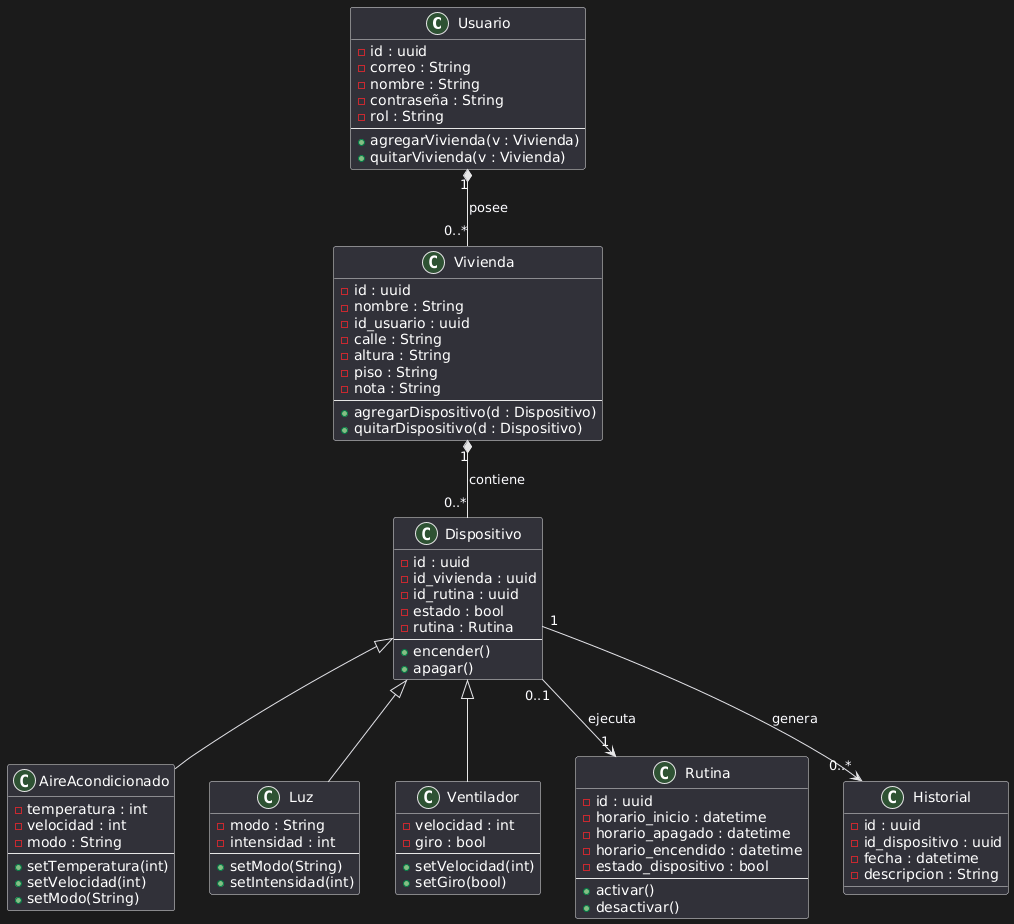 C Usuario
id : uuid
correo : String
nombre : String
contraseña : String
rol : String
agregarVivienda(v : Vivienda)
quitarVivienda(v : Vivienda)
1
posee
0..*
C Vivienda
id : uuid
nombre : String
id_usuario : uuid
calle : String
altura : String
piso : String
nota : String
agregarDispositivo(d : Dispositivo)
quitarDispositivo(d : Dispositivo)
1
contiene
0..*
C Dispositivo
id : uuid
id_vivienda : uuid
id_rutina : uuid
estado : bool
rutina : Rutina
encender()
apagar()
1
0..1
ejecuta
1
genera
0..*
C AireAcondicionado
temperatura : int
velocidad : int
modo : String
setTemperatura(int)
setVelocidad(int)
setModo(String)
C Luz
modo : String
intensidad : int
setModo(String)
setIntensidad(int)
C Ventilador
velocidad : int
giro : bool
setVelocidad(int)
setGiro(bool)
C Rutina
id : uuid
horario_inicio : datetime
horario_apagado : datetime
horario_encendido : datetime
estado_dispositivo : bool
activar()
desactivar()
C Historial
id : uuid
id_dispositivo : uuid
fecha : datetime
descripcion : String